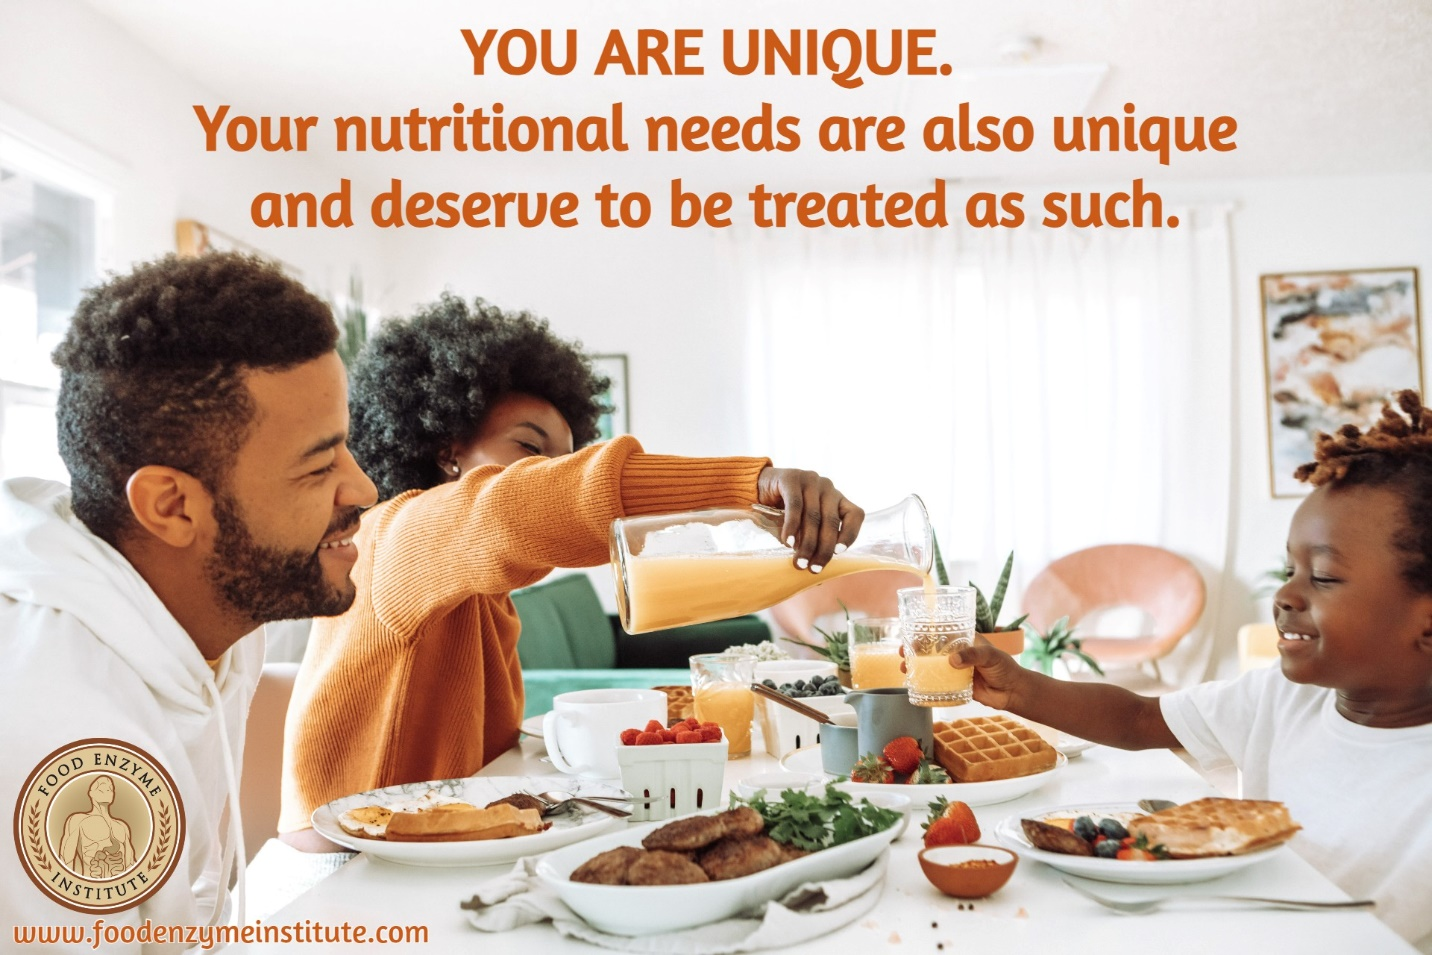 YOU ARE UNIQUE.
Your nutritional needs are also unique
and deserve to be treated as such.
FOOD ENZYME
INSTITUTE
www.foodenzymeinstitute.com